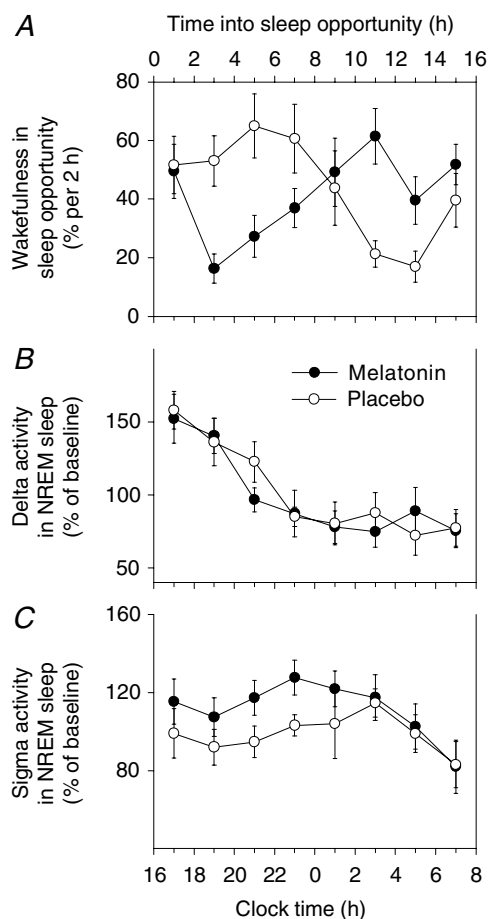 A
Time into sleep opportunity (h)
0 2 4 6 8 10 12 14 16
80
60
40
20
0
Wakefulness in
sleep opportunity
(% per 2 h)
B
Melatonin
Placebo
150
100
50
Delta activity
in NREM sleep
(% of baseline)
C
160
120
80
Sigma activity
in NREM sleep
(% of baseline)
16 18 20 22 0 2 4 6 8
Clock time (h)